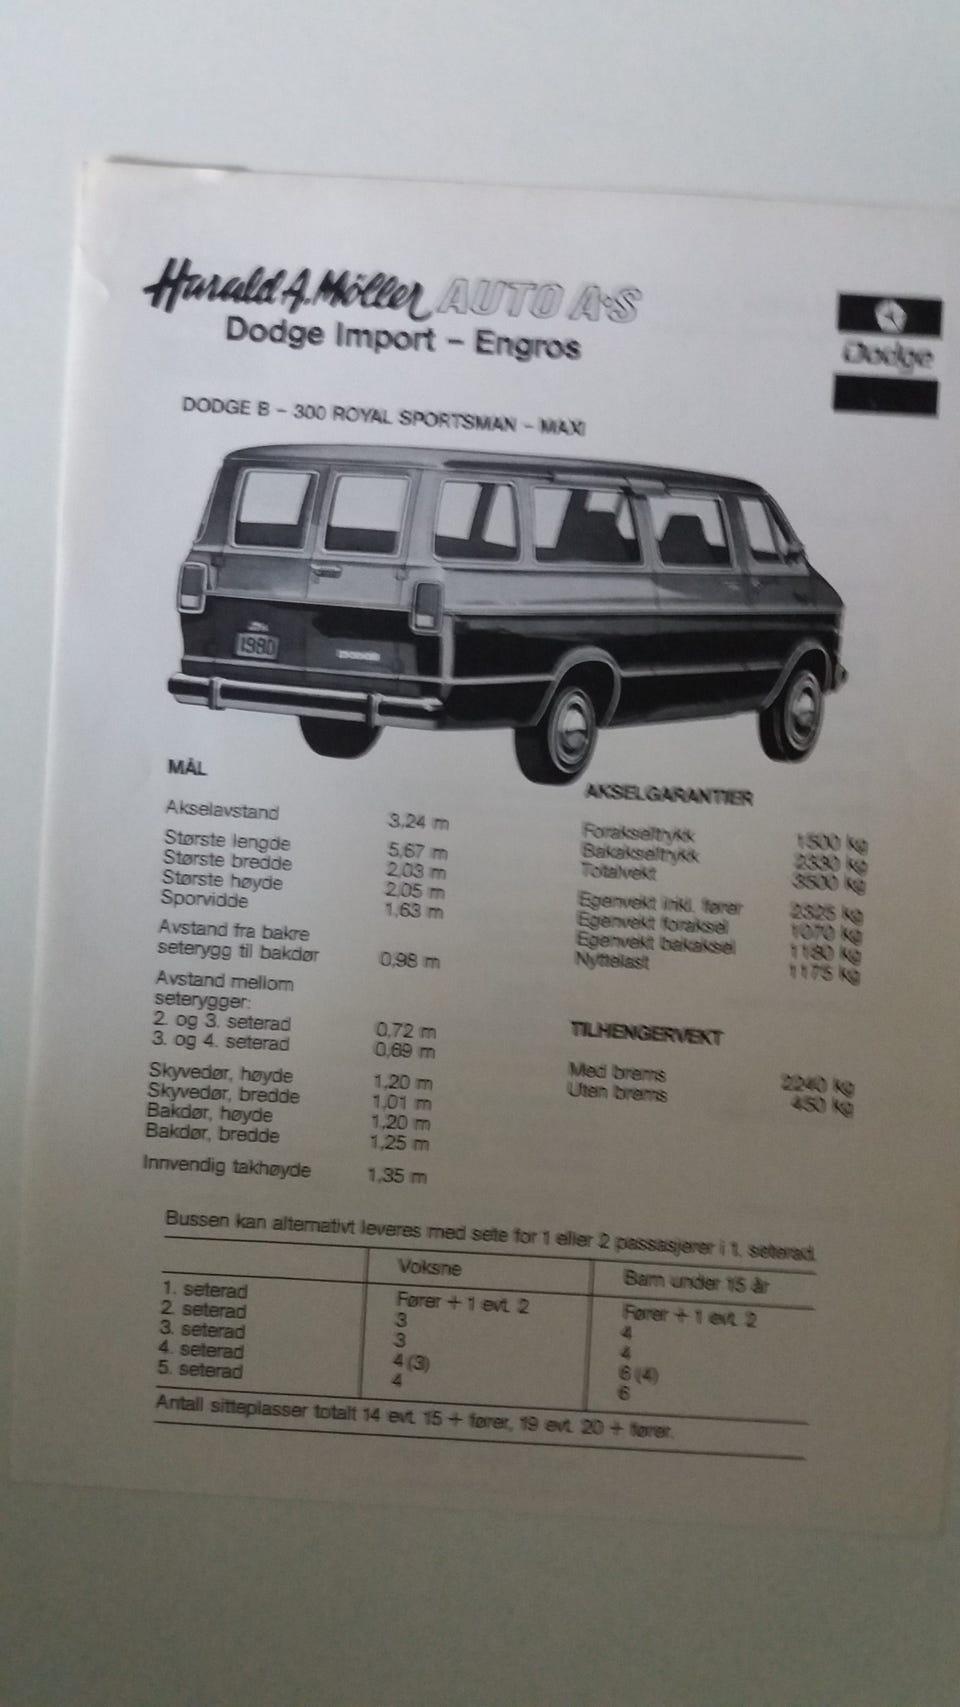 Harald A. Möller AUTO A·S
Dodge Import – Engros
Dodge
DODGE B – 300 ROYAL SPORTSMAN – MAXI
1980
MÅL
Akselavstand 3,24 m
Største lengde 5,67 m
Største bredde 2,03 m
Største høyde 2,05 m
Sporvidde 1,63 m
Avstand fra bakre
seterygg til bakdør 0,98 m
Avstand mellom
seterygger:
2. og 3. seterad 0,72 m
3. og 4. seterad 0,69 m
Skyvedør, høyde 1,20 m
Skyvedør, bredde 1,01 m
Bakdør, høyde 1,20 m
Bakdør, bredde 1,25 m
Innvendig takhøyde 1,35 m
AKSELGARANTIER
Forakseltrykk 1500 kg
Bakakseltrykk 2330 kg
Totalvekt 3500 kg
Egenvekt inkl. fører 2325 kg
Egenvekt foraksel 1070 kg
Egenvekt bakaksel 1180 kg
Nyttelast 1175 kg
TILHENGERVEKT
Med brems 2240 kg
Uten brems 450 kg
Bussen kan alternativt leveres med sete for 1 eller 2 passasjerer i 1. seterad.
Voksne Barn under 15 år
1. seterad Fører + 1 evt. 2 Fører + 1 evt. 2
2. seterad 3 4
3. seterad 3 4
4. seterad 4 (3) 6 (4)
5. seterad 4 6
Antall sitteplasser totalt 14 evt. 15 + fører, 19 evt. 20 + fører.